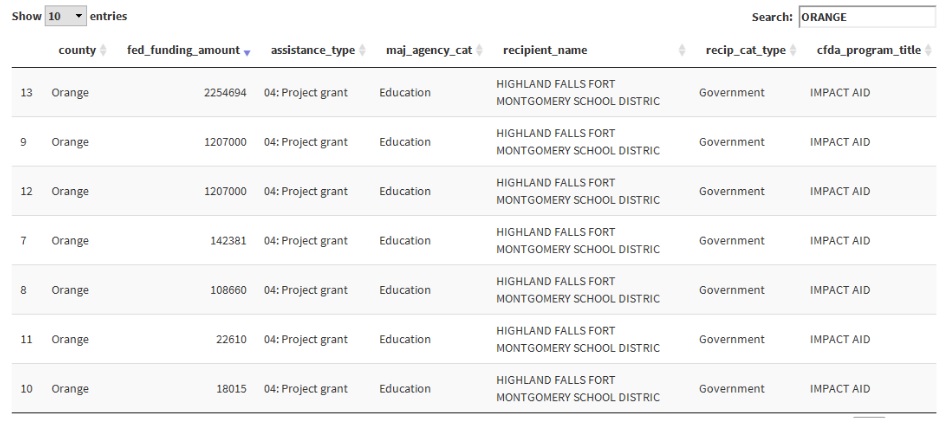 Show 10 entries Search: ORANGE
county fed_funding_amount assistance_type maj_agency_cat recipient_name recip_cat_type cfda_program_title
13 Orange 2254694 04: Project grant Education HIGHLAND FALLS FORT MONTGOMERY SCHOOL DISTRIC Government IMPACT AID
9 Orange 1207000 04: Project grant Education HIGHLAND FALLS FORT MONTGOMERY SCHOOL DISTRIC Government IMPACT AID
12 Orange 1207000 04: Project grant Education HIGHLAND FALLS FORT MONTGOMERY SCHOOL DISTRIC Government IMPACT AID
7 Orange 142381 04: Project grant Education HIGHLAND FALLS FORT MONTGOMERY SCHOOL DISTRIC Government IMPACT AID
8 Orange 108660 04: Project grant Education HIGHLAND FALLS FORT MONTGOMERY SCHOOL DISTRIC Government IMPACT AID
11 Orange 22610 04: Project grant Education HIGHLAND FALLS FORT MONTGOMERY SCHOOL DISTRIC Government IMPACT AID
10 Orange 18015 04: Project grant Education HIGHLAND FALLS FORT MONTGOMERY SCHOOL DISTRIC Government IMPACT AID